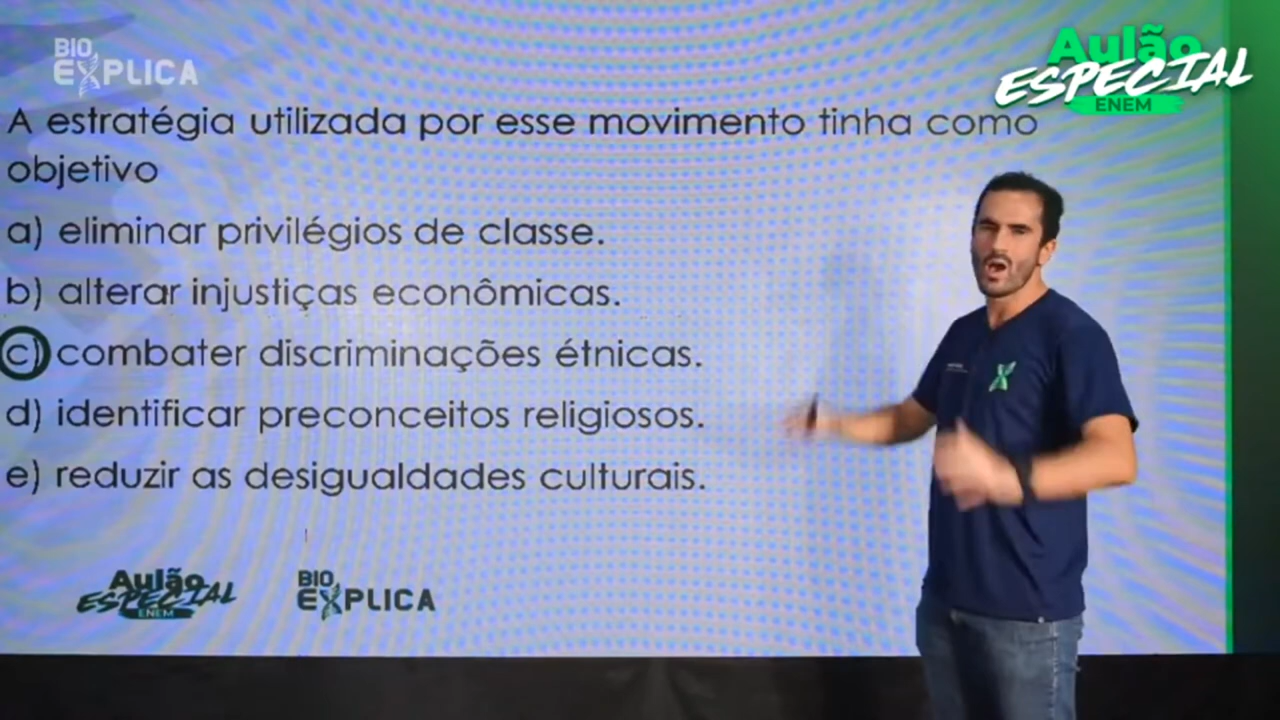 BIO
EXPLICA
Aulão
ESPECIAL
ENEM
A estratégia utilizada por esse movimento tinha como
objetivo
a) eliminar privilégios de classe.
b) alterar injustiças econômicas.
c) combater discriminações étnicas.
d) identificar preconceitos religiosos.
e) reduzir as desigualdades culturais.
Aulão
ESPECIAL
ENEM
BIO
EXPLICA